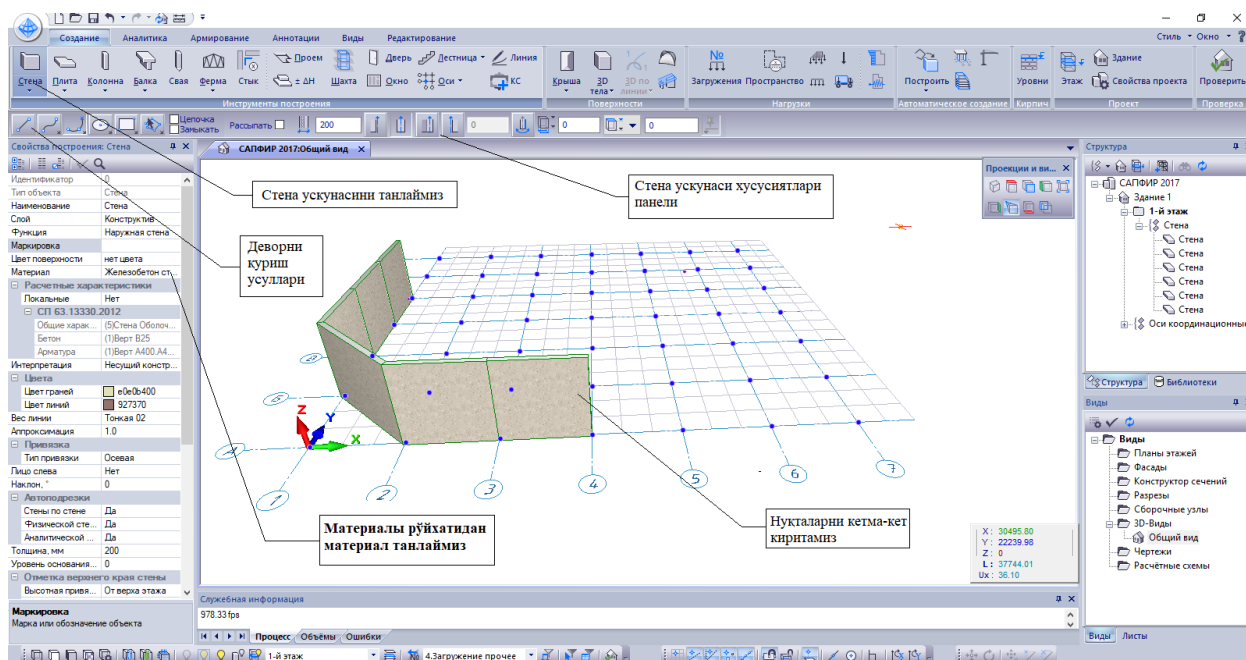 Создание Аналитика Армирование Аннотации Виды Редактирование
Стиль Окно ?
Стена Плита Колонна Балка Свая Ферма Стык
Проем Дверь Лестница Линия
± ΔH Шахта Окно Оси КС
Крыша 3D тела 3D по линии
Загружения Пространство
Построить
Уровни
Этаж Здание
Свойства проекта
Проверить
Инструменты построения Поверхности Нагрузки Автоматическое создание Кирпич Проект Проверка
Цепочка
Замыкать
Рассыпать
200 0 0 0
Свойства построения: Стена
Идентификатор 0
Тип объекта Стена
Наименование Стена
Слой Конструктив
Функция Наружная стена
Маркировка
Цвет поверхности нет цвета
Материал Железобетон ст...
Расчетные характеристики
Локальные Нет
СП 63.13330.2012
Общие харак... (5)Стена Оболоч...
Бетон (1)Верт B25
Арматура (1)Верт A400.A4...
Интерпретация Несущий констр...
Цвета
Цвет граней e0e0b400
Цвет линий 927370
Вес линии Тонкая 02
Аппроксимация 1.0
Привязка
Тип привязки Осевая
Лицо слева Нет
Наклон, ° 0
Автоподрезки
Стены по стене Да
Физической сте... Да
Аналитической ... Да
Толщина, мм 200
Уровень основания... 0
Отметка верхнего края стены
Высотная привя... От верха этажа
Маркировка
Марка или обозначение объекта
САПФИР 2017:Общий вид
Проекции и ви...
Стена ускунасини танлаймиз
Стена ускунаси хусусиятлари
панели
Деворни
куриш
усуллари
Материалы рўйхатидан
материал танлаймиз
Нуқталарни кетма-кет
киритамиз
Z Y X
А Б
1 2 3 4 5 6 7
X : 30495.80
Y : 22239.98
Z : 0
L : 37744.01
Ux : 36.10
Служебная информация
978.33 fps
Процесс Объёмы Ошибки
1-й этаж
4.Загружение прочее
Структура
САПФИР 2017
Здание 1
1-й этаж
Стена
Стена
Стена
Стена
Стена
Стена
Стена
Оси координационные
Структура Библиотеки
Виды
Виды
Планы этажей
Фасады
Конструктор сечений
Разрезы
Сборочные узлы
3D-Виды
Общий вид
Чертежи
Расчётные схемы
Виды Листы